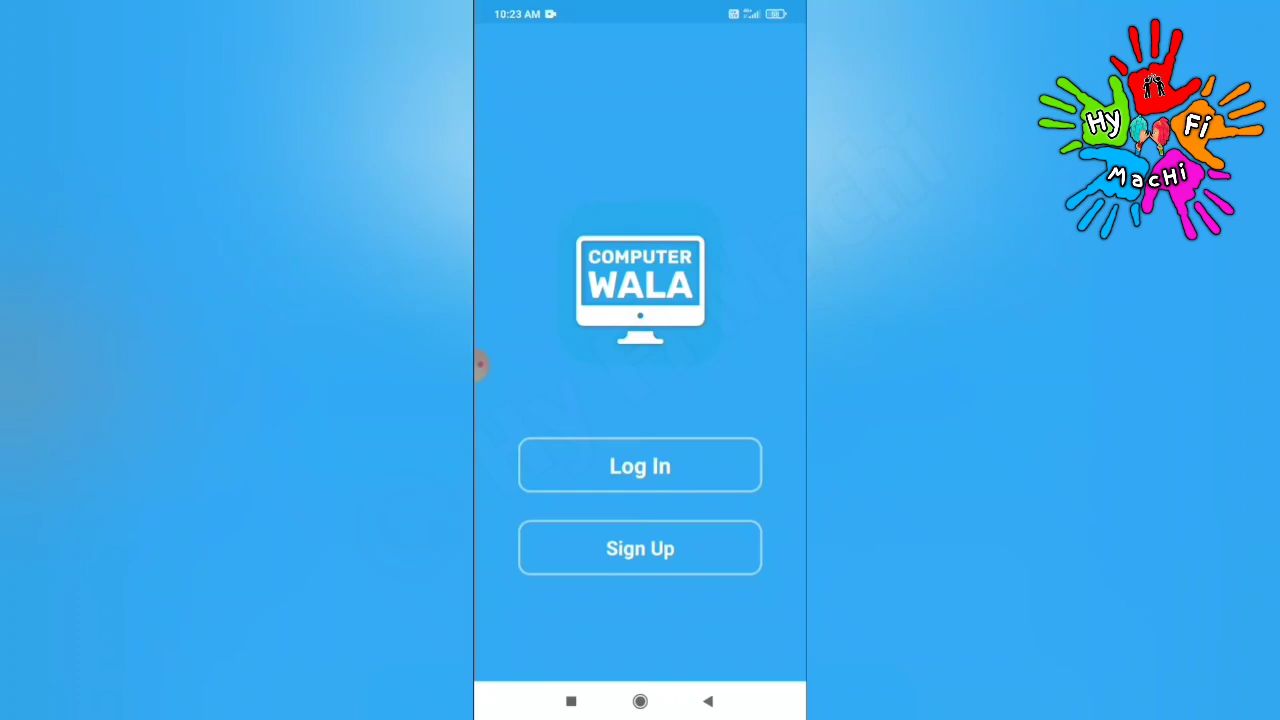 10:23 AM
Hy
Fi
MacHi
COMPUTER
WALA
Log In
Sign Up